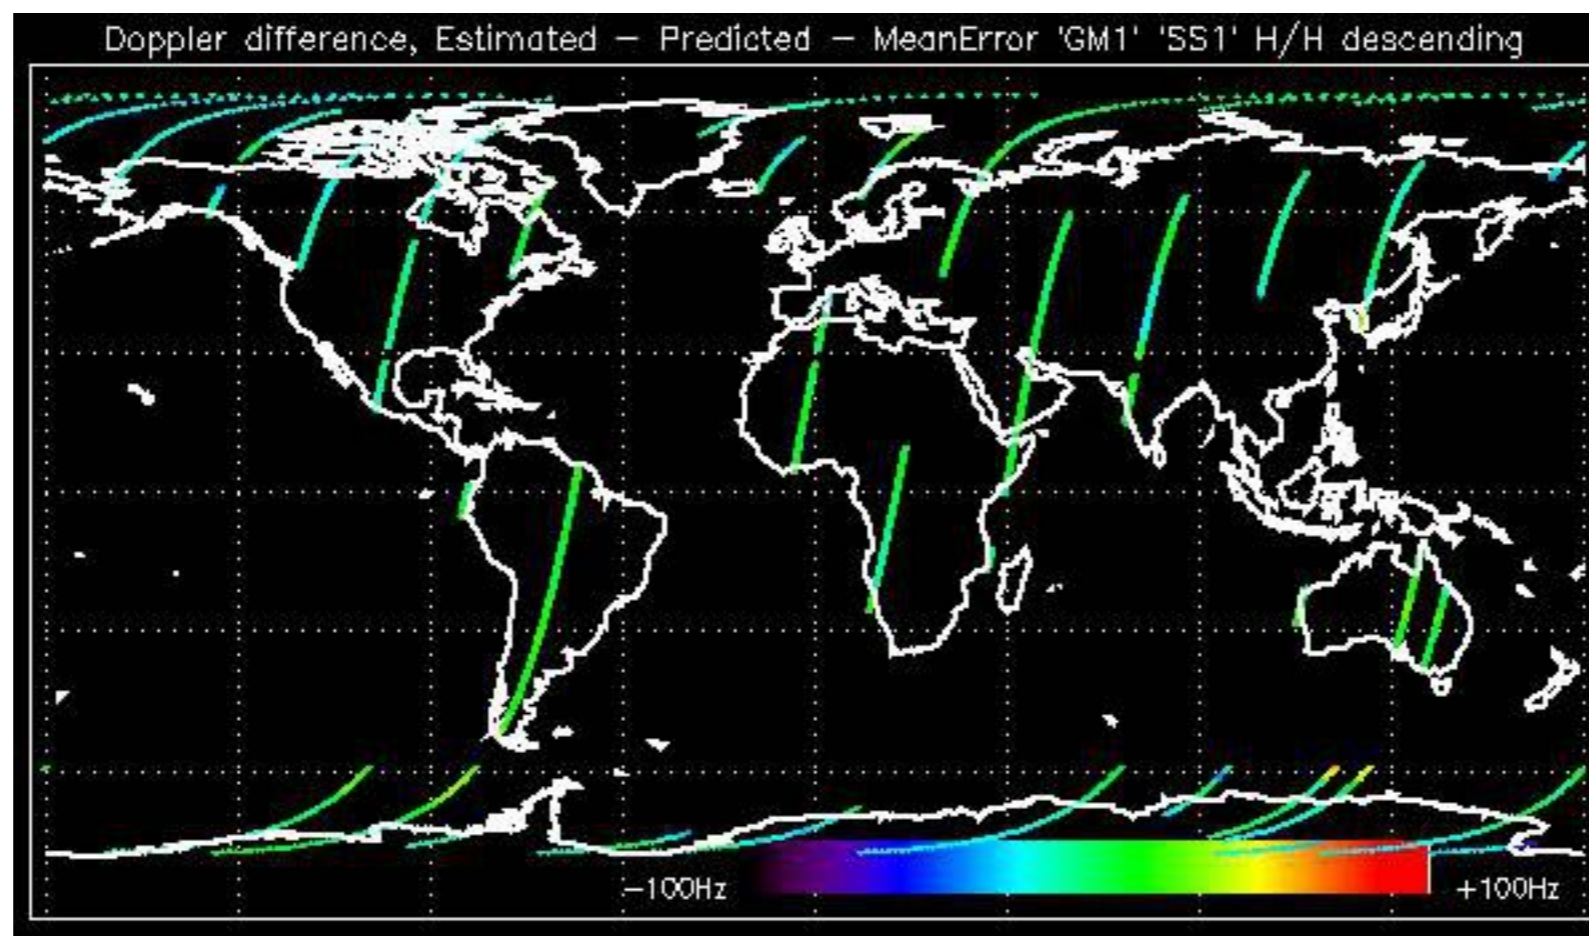 Doppler difference, Estimated – Predicted – MeanError 'GM1' 'SS1' H/H descending
–100Hz
+100Hz